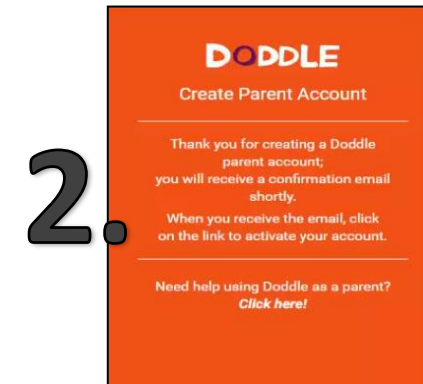 2.
DODDLE
Create Parent Account
Thank you for creating a Doddle
parent account;
you will receive a confirmation email
shortly.
When you receive the email, click
on the link to activate your account.
Need help using Doddle as a parent?
Click here!